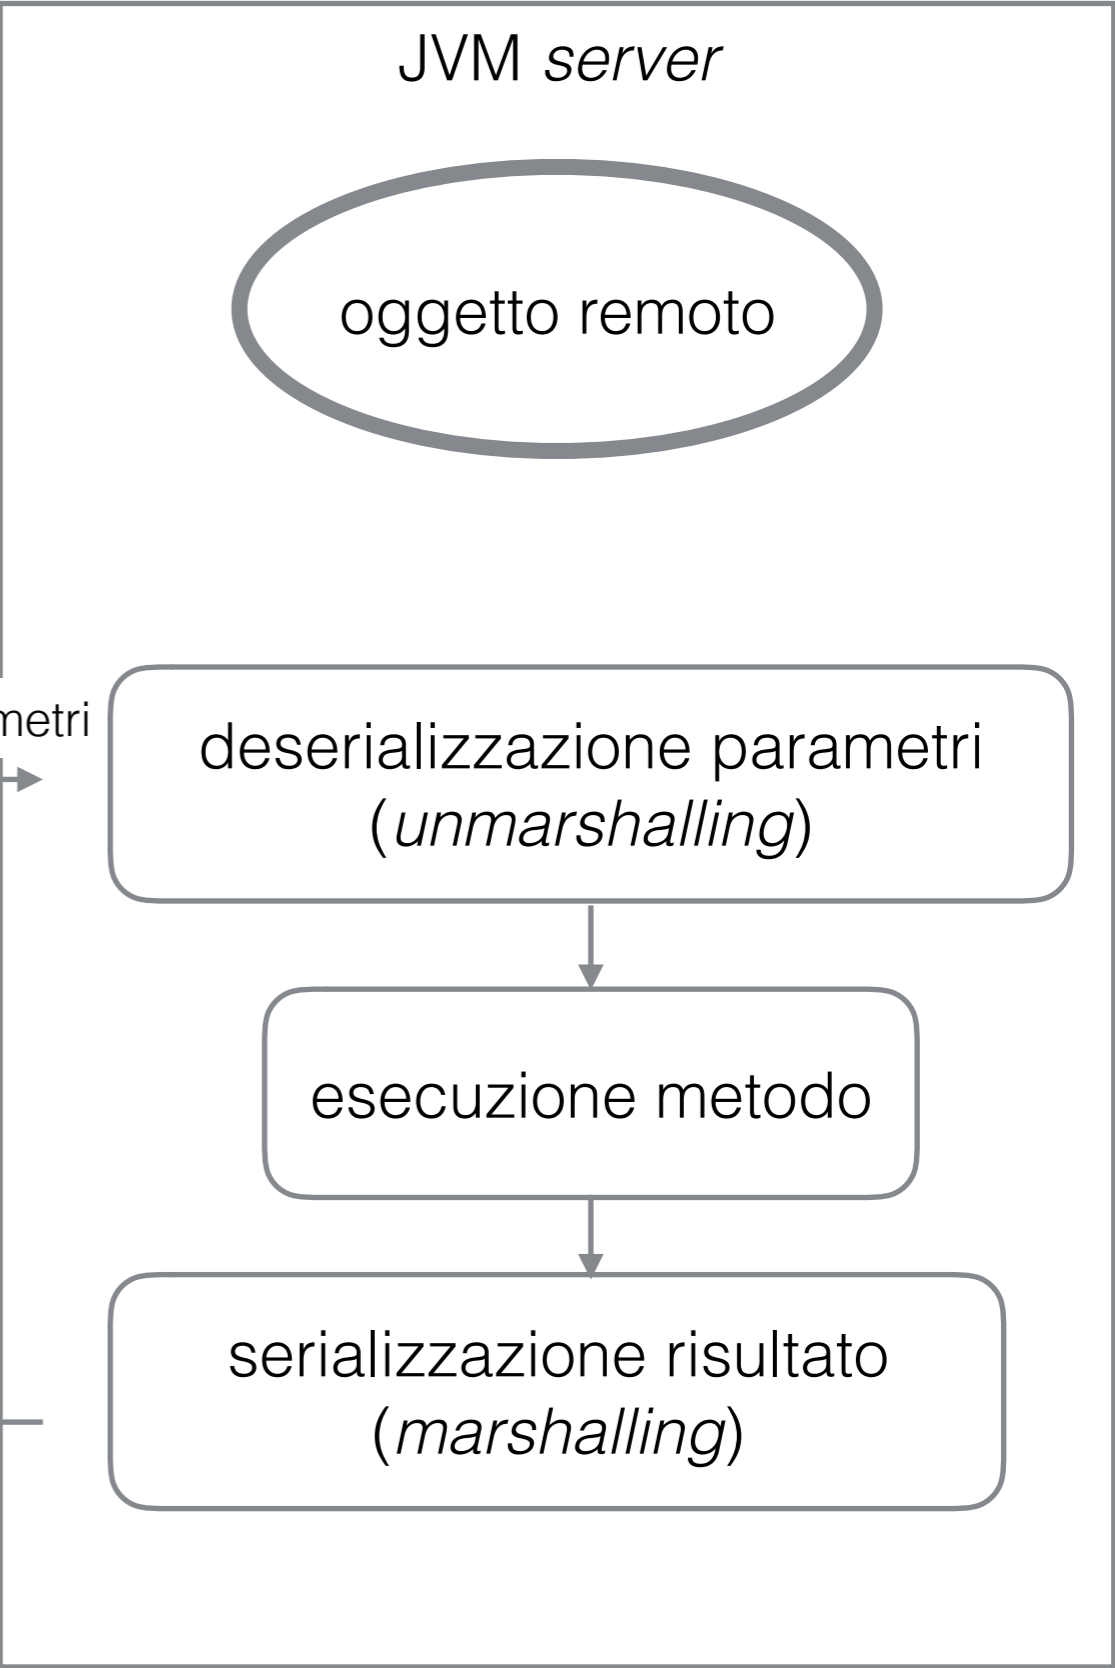 JVM server
oggetto remoto
metri
deserializzazione parametri
(unmarshalling)
esecuzione metodo
serializzazione risultato
(marshalling)